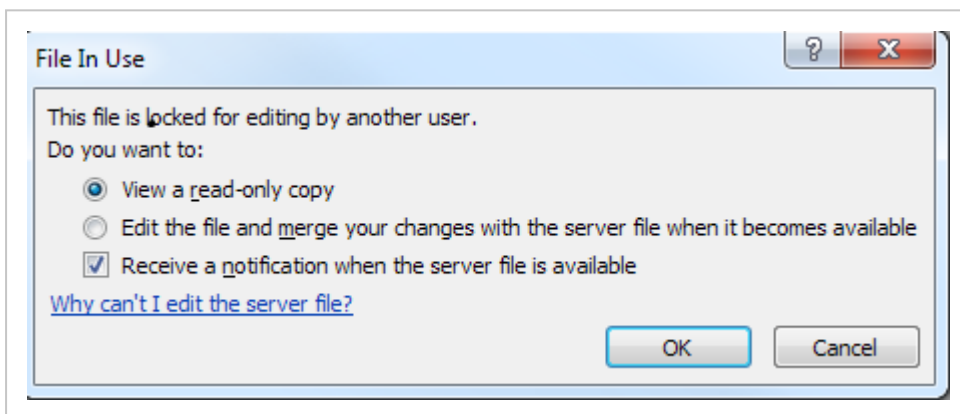 File In Use
This file is locked for editing by another user.
Do you want to:
View a read-only copy
Edit the file and merge your changes with the server file when it becomes available
Receive a notification when the server file is available
Why can't I edit the server file?
OK Cancel